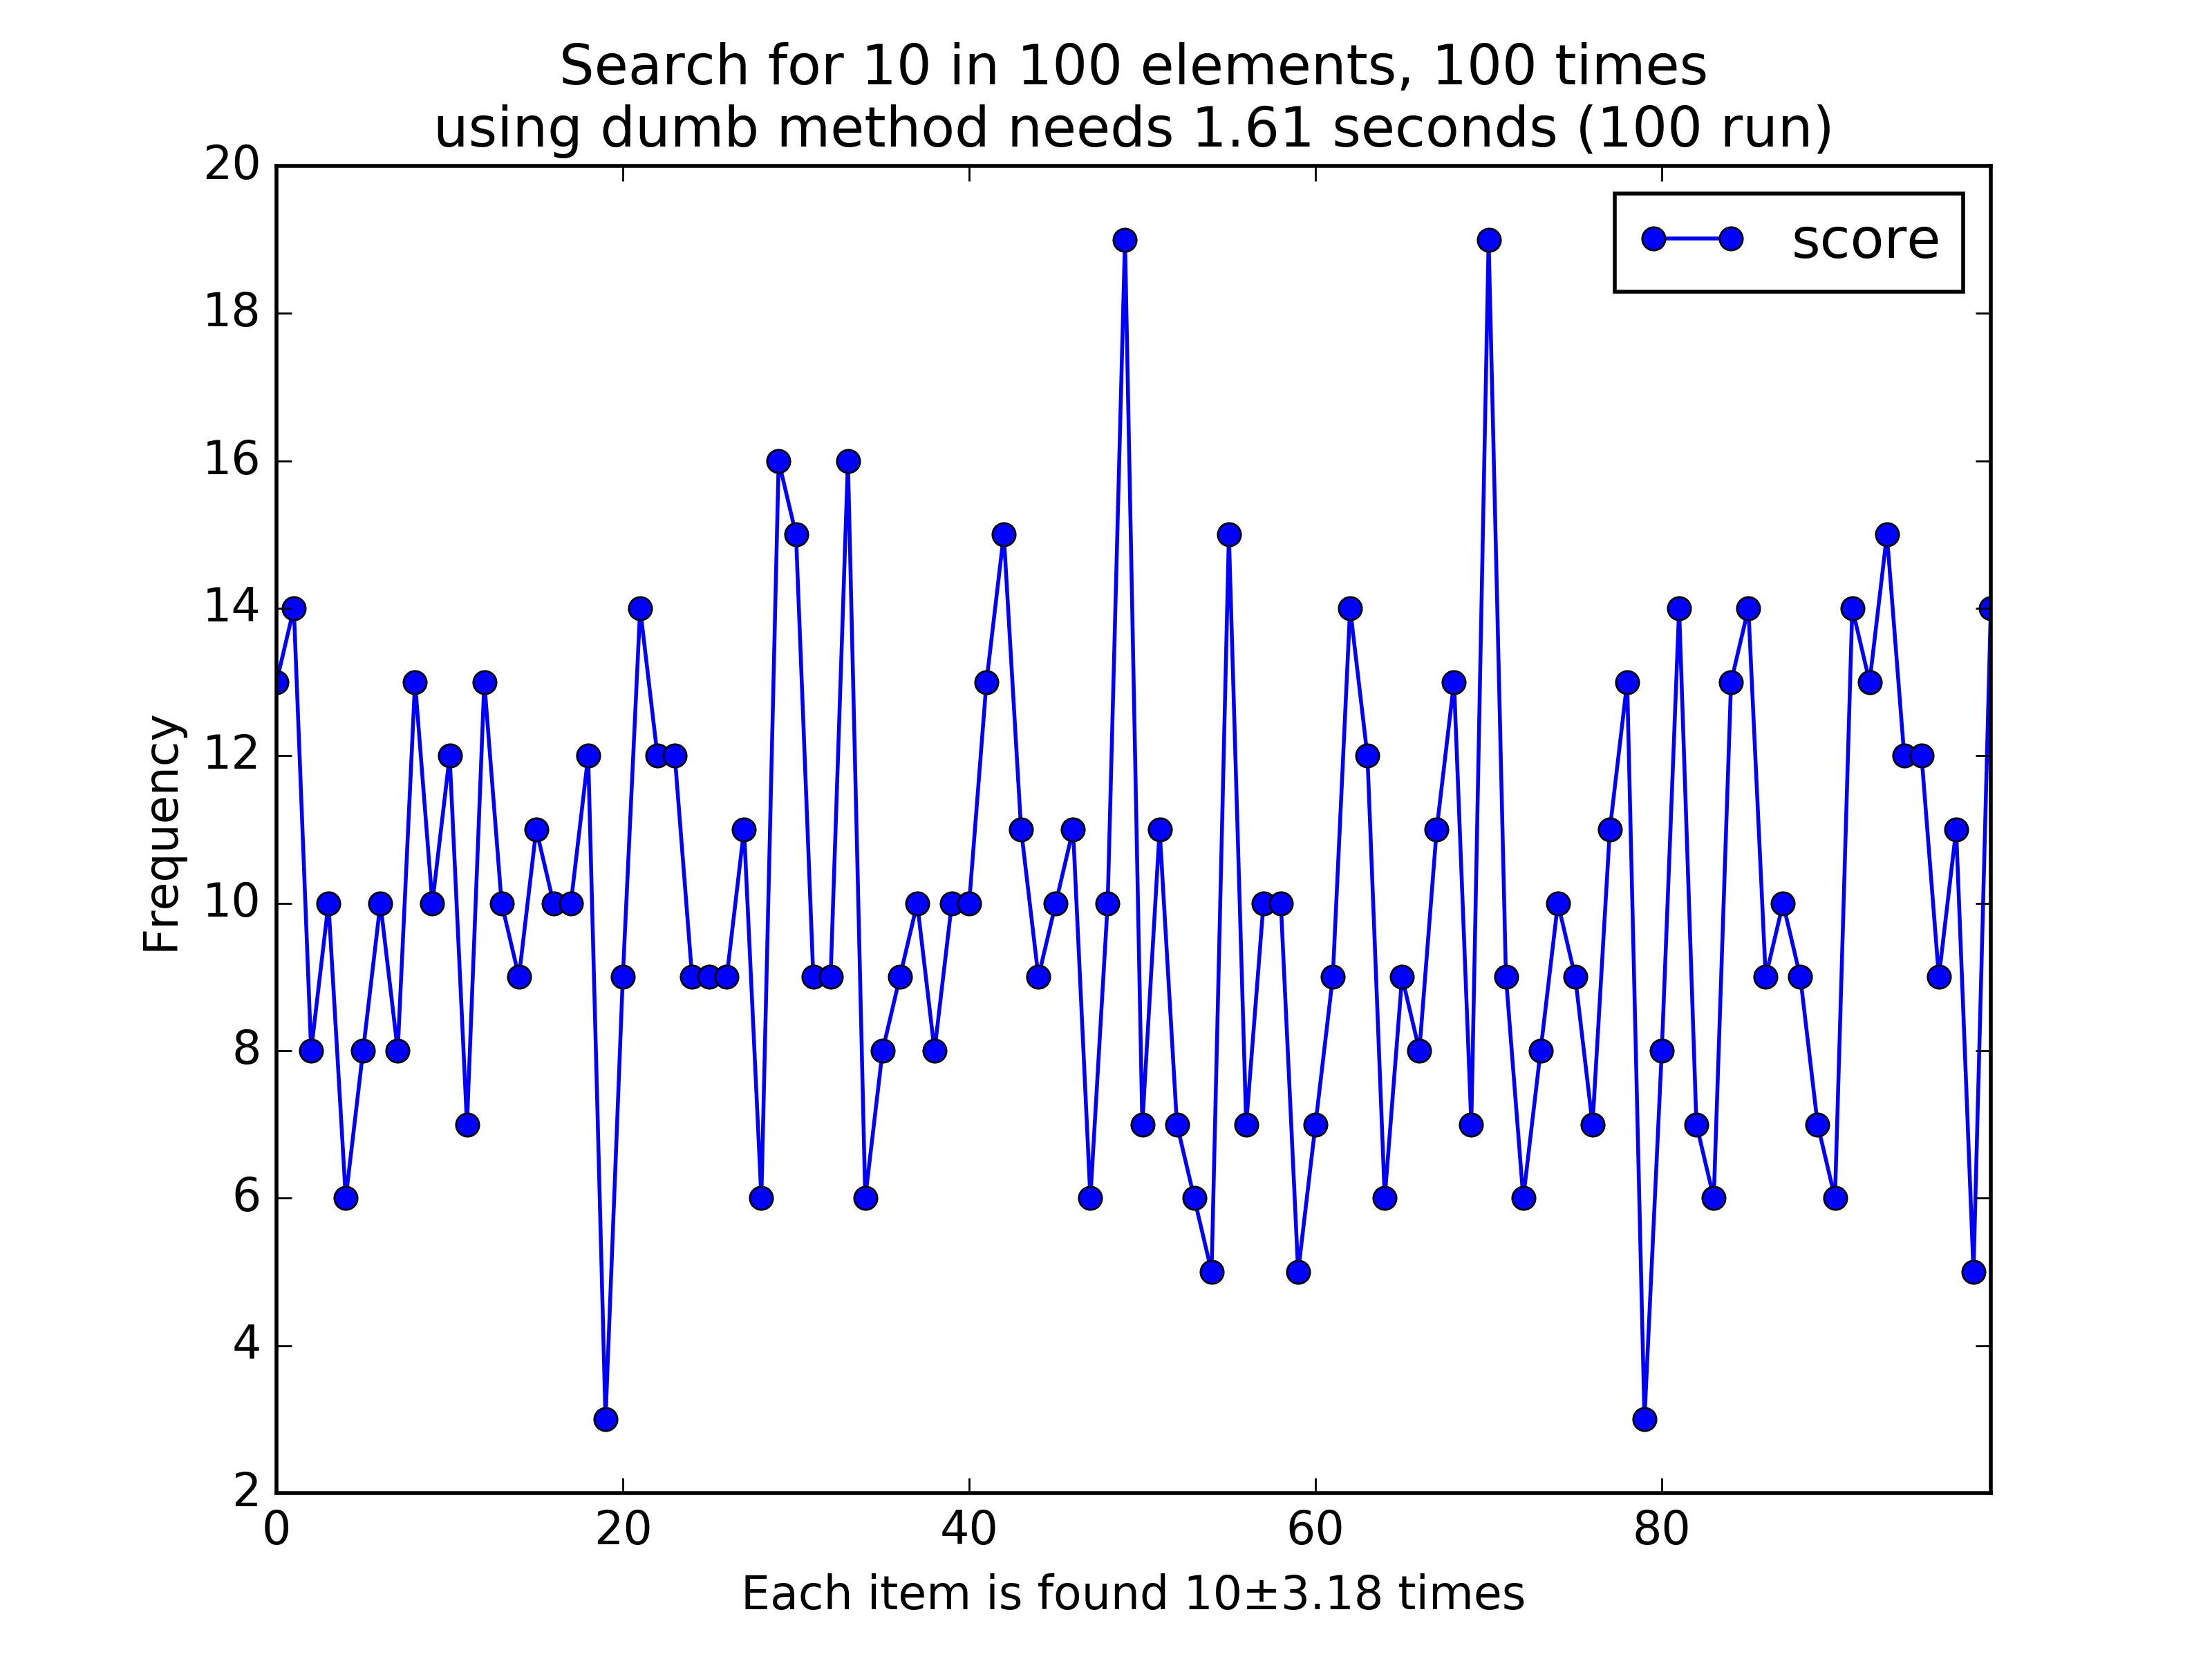 Search for 10 in 100 elements, 100 times
using dumb method needs 1.61 seconds (100 run)
score
Frequency
20
18
16
14
12
10
8
6
4
2
0 20 40 60 80
Each item is found 10±3.18 times